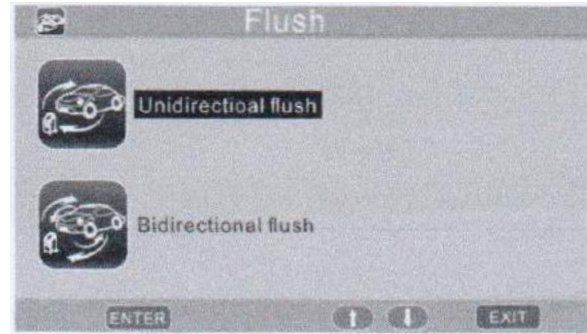 Flush
Unidirectioal flush
Bidirectional flush
ENTER
EXIT